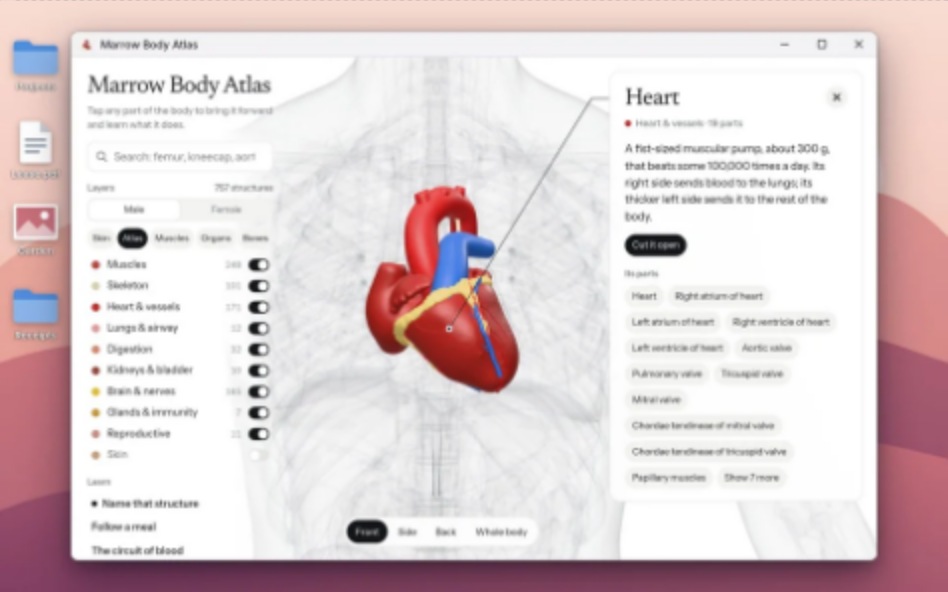 Marrow Body Atlas
Marrow Body Atlas
Tap any part of the body to bring it forward
and learn what it does.
Search: femur, kneecap, aort
Layers 757 structures
Male Female
Skin Atlas Muscles Organs Bones
Muscles
Skeleton
Heart & vessels
Lungs & airway
Digestion
Kidneys & bladder
Brain & nerves
Glands & immunity
Reproductive
Skin
Learn
Name that structure
Follow a meal
The circuit of blood
Front Side Back Whole body
Heart
Heart & vessels · 19 parts
A fist-sized muscular pump, about 300 g,
that beats some 100,000 times a day. Its
right side sends blood to the lungs; its
thicker left side sends it to the rest of the
body.
Cut it open
Its parts
Heart Right atrium of heart
Left atrium of heart Right ventricle of heart
Left ventricle of heart Aortic valve
Pulmonary valve Tricuspid valve
Mitral valve
Chordae tendineae of mitral valve
Chordae tendineae of tricuspid valve
Papillary muscles Show 7 more
Receipts